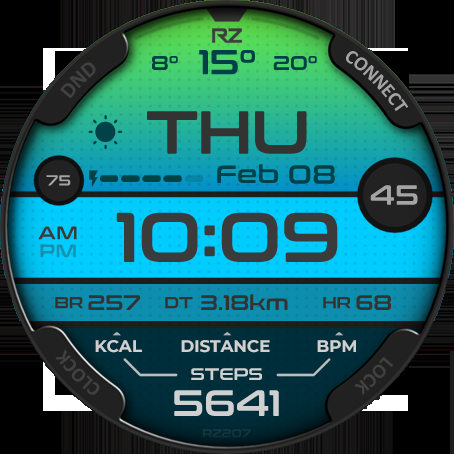 RZ
8° 15° 20°
DND
CONNECT
THU
75
Feb 08
45
AM
10:09
PM
BR 257 DT 3.18km HR 68
KCAL DISTANCE BPM
STEPS
CLOCK
LOCK
5641
RZ207